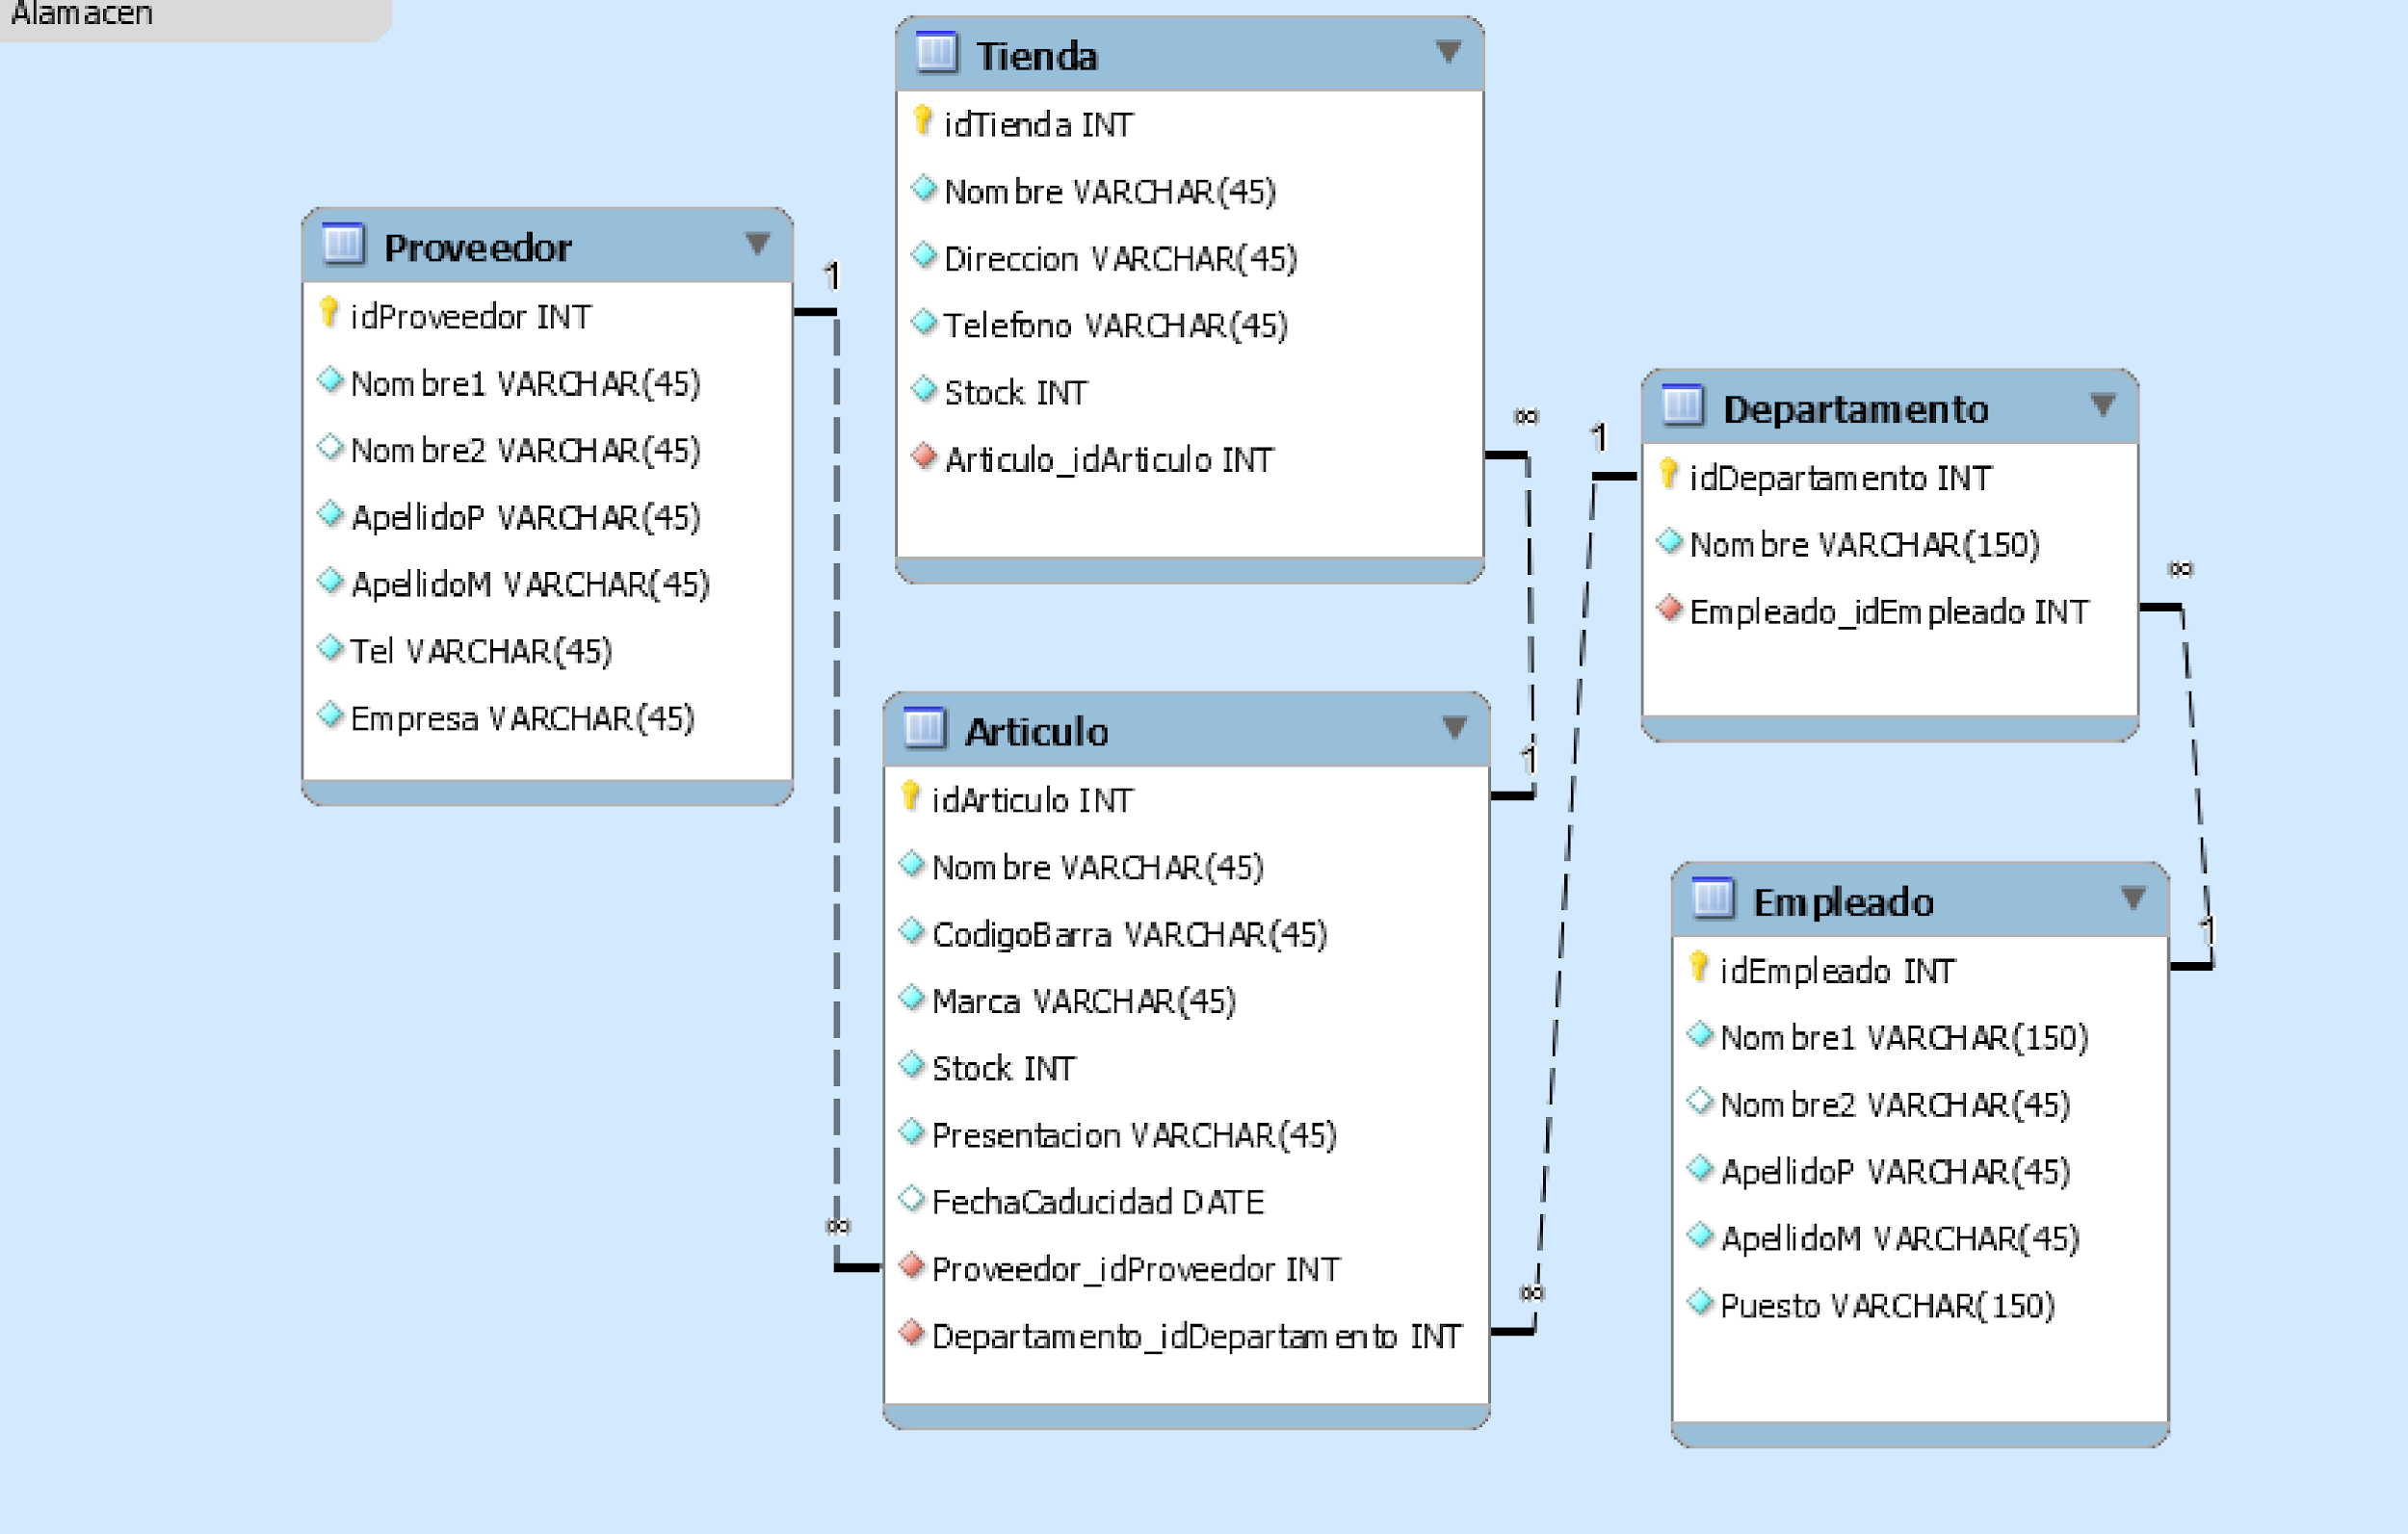 Alamacen
Tienda
idTienda INT
Nombre VARCHAR(45)
Direccion VARCHAR(45)
Telefono VARCHAR(45)
Stock INT
Articulo_idArticulo INT
Proveedor
idProveedor INT
Nombre1 VARCHAR(45)
Nombre2 VARCHAR(45)
ApellidoP VARCHAR(45)
ApellidoM VARCHAR(45)
Tel VARCHAR(45)
Empresa VARCHAR(45)
1
∞
∞
1
Articulo
idArticulo INT
Nombre VARCHAR(45)
CodigoBarra VARCHAR(45)
Marca VARCHAR(45)
Stock INT
Presentacion VARCHAR(45)
FechaCaducidad DATE
Proveedor_idProveedor INT
Departamento_idDepartamento INT
1
∞
Departamento
idDepartamento INT
Nombre VARCHAR(150)
Empleado_idEmpleado INT
∞
1
Empleado
idEmpleado INT
Nombre1 VARCHAR(150)
Nombre2 VARCHAR(45)
ApellidoP VARCHAR(45)
ApellidoM VARCHAR(45)
Puesto VARCHAR(150)